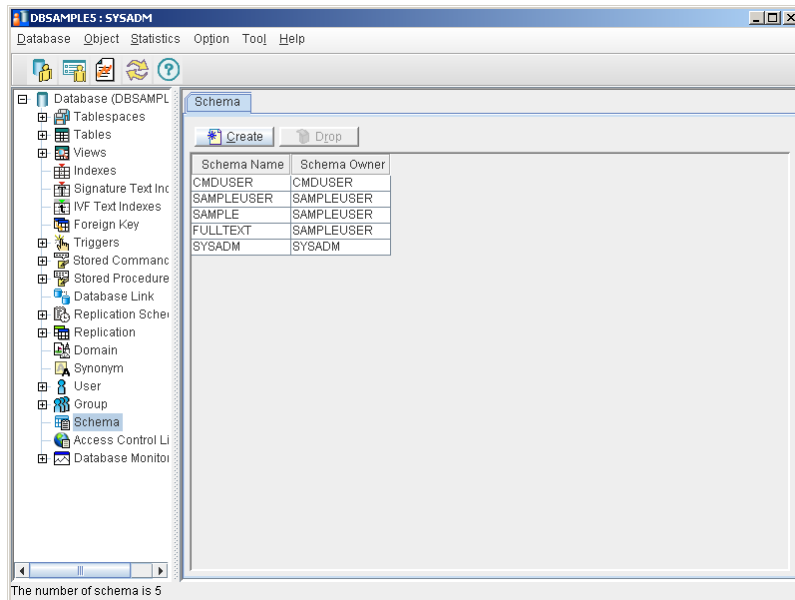 DBSAMPLE5 : SYSADM
Database Object Statistics Option Tool Help
Database (DBSAMPL
Tablespaces
Tables
Views
Indexes
Signature Text Inc
IVF Text Indexes
Foreign Key
Triggers
Stored Commanc
Stored Procedure
Database Link
Replication Sche
Replication
Domain
Synonym
User
Group
Schema
Access Control Li
Database Monitor
Schema
Create Drop
Schema Name Schema Owner
CMDUSER CMDUSER
SAMPLEUSER SAMPLEUSER
SAMPLE SAMPLEUSER
FULLTEXT SAMPLEUSER
SYSADM SYSADM
The number of schema is 5